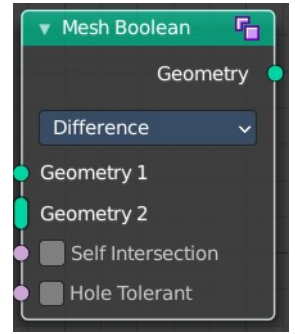 Mesh Boolean
Geometry
Difference
Geometry 1
Geometry 2
Self Intersection
Hole Tolerant